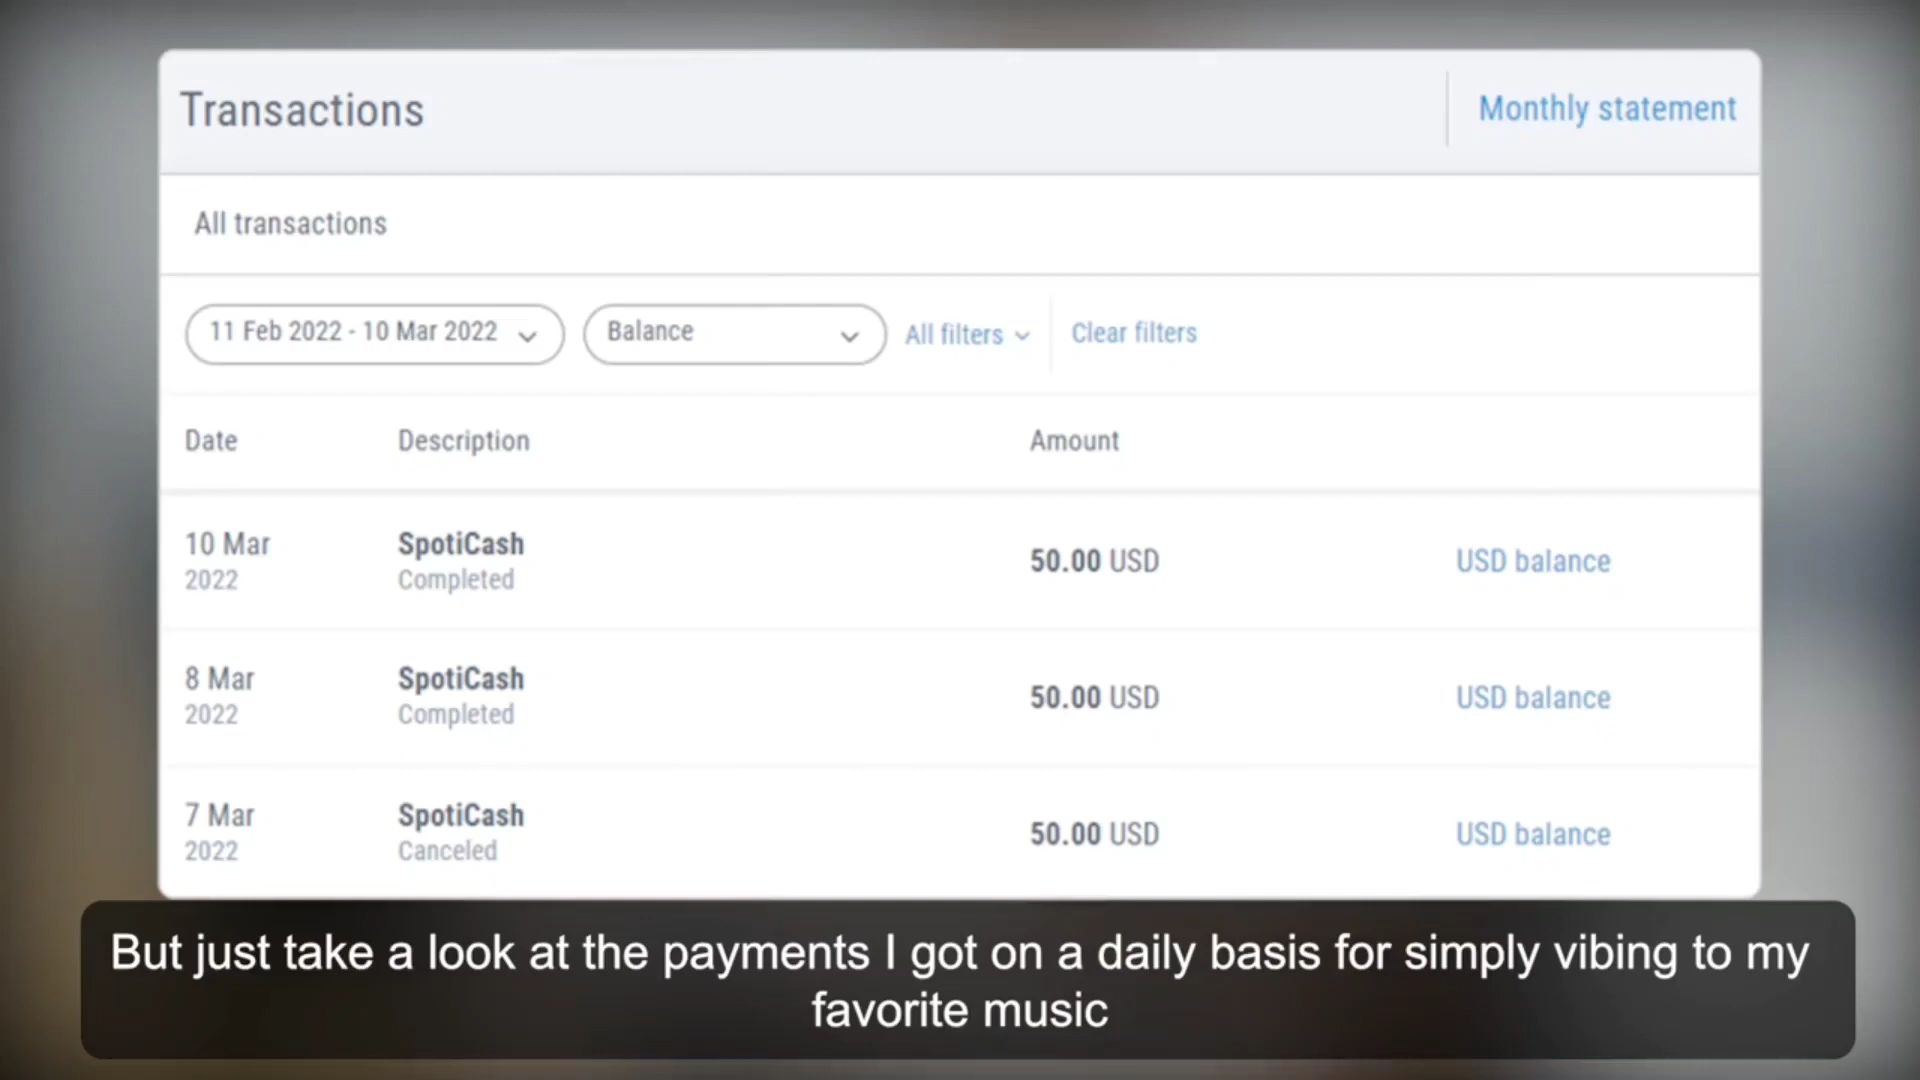 Transactions
Monthly statement
All transactions
11 Feb 2022 - 10 Mar 2022
Balance
All filters
Clear filters
Date
Description
Amount
10 Mar
2022
SpotiCash
Completed
50.00 USD
USD balance
8 Mar
2022
SpotiCash
Completed
50.00 USD
USD balance
7 Mar
2022
SpotiCash
Canceled
50.00 USD
USD balance
But just take a look at the payments I got on a daily basis for simply vibing to my
favorite music